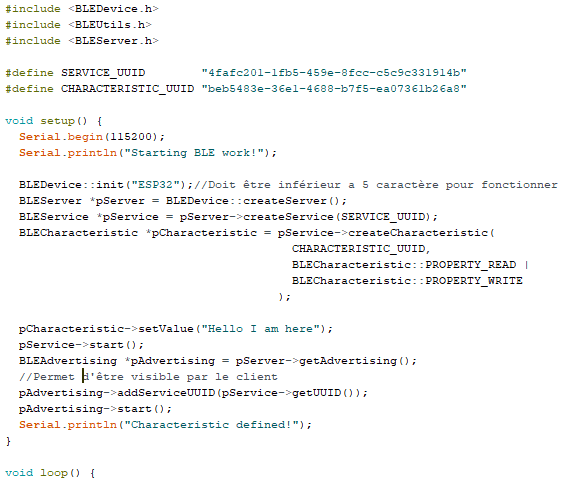 #include <BLEDevice.h>
#include <BLEUtils.h>
#include <BLEServer.h>
#define SERVICE_UUID        "4fafc201-1fb5-459e-8fcc-c5c9c331914b"
#define CHARACTERISTIC_UUID "beb5483e-36e1-4688-b7f5-ea07361b26a8"
void setup() {
  Serial.begin(115200);
  Serial.println("Starting BLE work!");
  BLEDevice::init("ESP32");//Doit être inférieur a 5 caractère pour fonctionner
  BLEServer *pServer = BLEDevice::createServer();
  BLEService *pService = pServer->createService(SERVICE_UUID);
  BLECharacteristic *pCharacteristic = pService->createCharacteristic(
                                         CHARACTERISTIC_UUID,
                                         BLECharacteristic::PROPERTY_READ |
                                         BLECharacteristic::PROPERTY_WRITE
                                       );
  pCharacteristic->setValue("Hello I am here");
  pService->start();
  BLEAdvertising *pAdvertising = pServer->getAdvertising();
  //Permet d'être visible par le client
  pAdvertising->addServiceUUID(pService->getUUID());
  pAdvertising->start();
  Serial.println("Characteristic defined!");
}
void loop() {